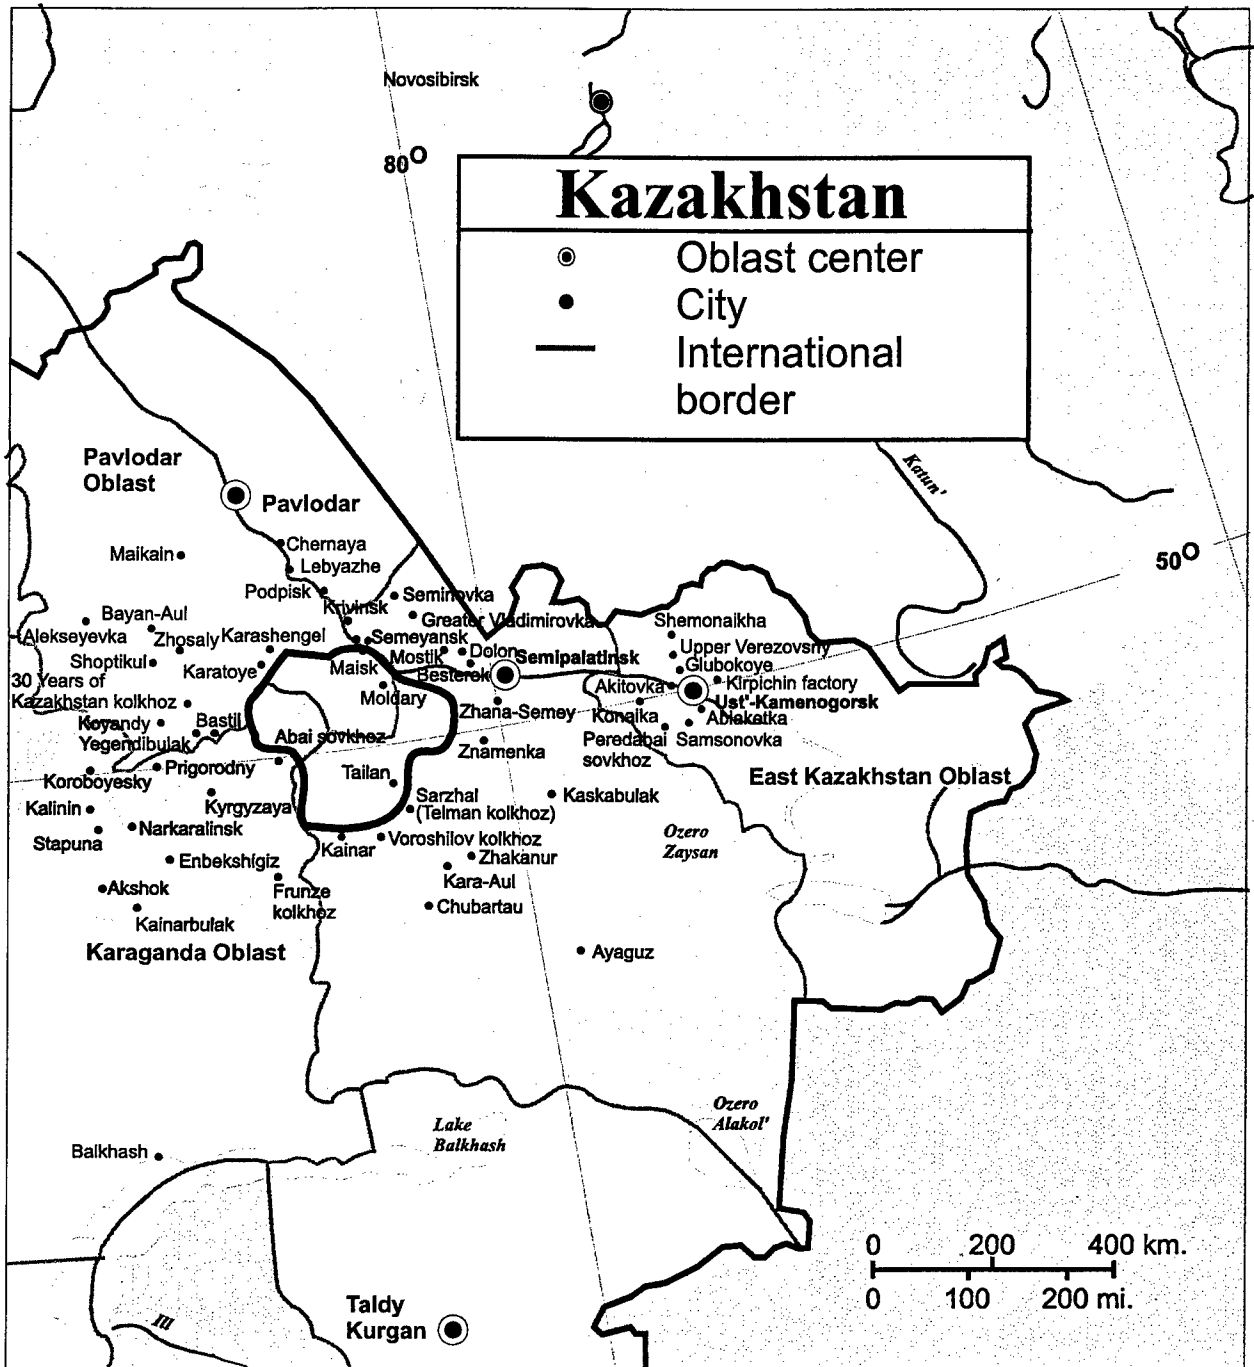 Novosibirsk
80O
Kazakhstan
Oblast center
City
International
border
Katun'
50O
Pavlodar
Oblast
Pavlodar
Chernaya
Maikain
Lebyazhe
Podpisk
Seminovka
Krivinsk
Bayan-Aul
Greater Vladimirovka
Shemonaikha
Alekseyevka
Zhosaly
Karashengel
Semeyansk
Upper Verezovsny
Mostik
Dolon
Semipalatinsk
Shoptikul
Maisk
Glubokoye
Karatoye
Besterek
30 Years of
Kazakhstan kolkhoz
Moldary
Akitovka
Kirpichin factory
Ust'-Kamenogorsk
Zhana-Semey
Konaika
Ablaketka
Koyandy
Bastil
Yegendibulak
Abai sovkhoz
Znamenka
Peredabai
sovkhoz
Samsonovka
Prigorodny
Tailan
East Kazakhstan Oblast
Koroboyesky
Kalinin
Kyrgyzaya
Sarzhal
(Telman kolkhoz)
Kaskabulak
Stapuna
Narkaralinsk
Kainar
Voroshilov kolkhoz
Ozero
Zaysan
Enbekshigiz
Zhakanur
Kara-Aul
Akshok
Frunze
kolkhoz
Chubartau
Kainarbulak
Karaganda Oblast
Ayaguz
Ozero
Alakol'
Lake
Balkhash
Balkhash
0 200 400 km.
0 100 200 mi.
Taldy
Kurgan
Ili